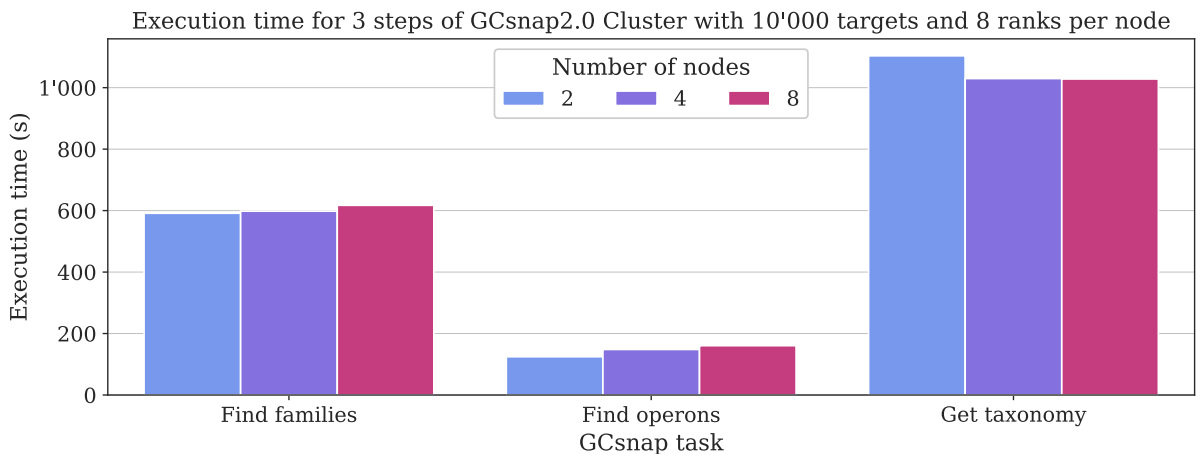 Execution time for 3 steps of GCsnap2.0 Cluster with 10'000 targets and 8 ranks per node
Number of nodes
2 4 8
Execution time (s)
1'000
800
600
400
200
0
Find families Find operons Get taxonomy
GCsnap task